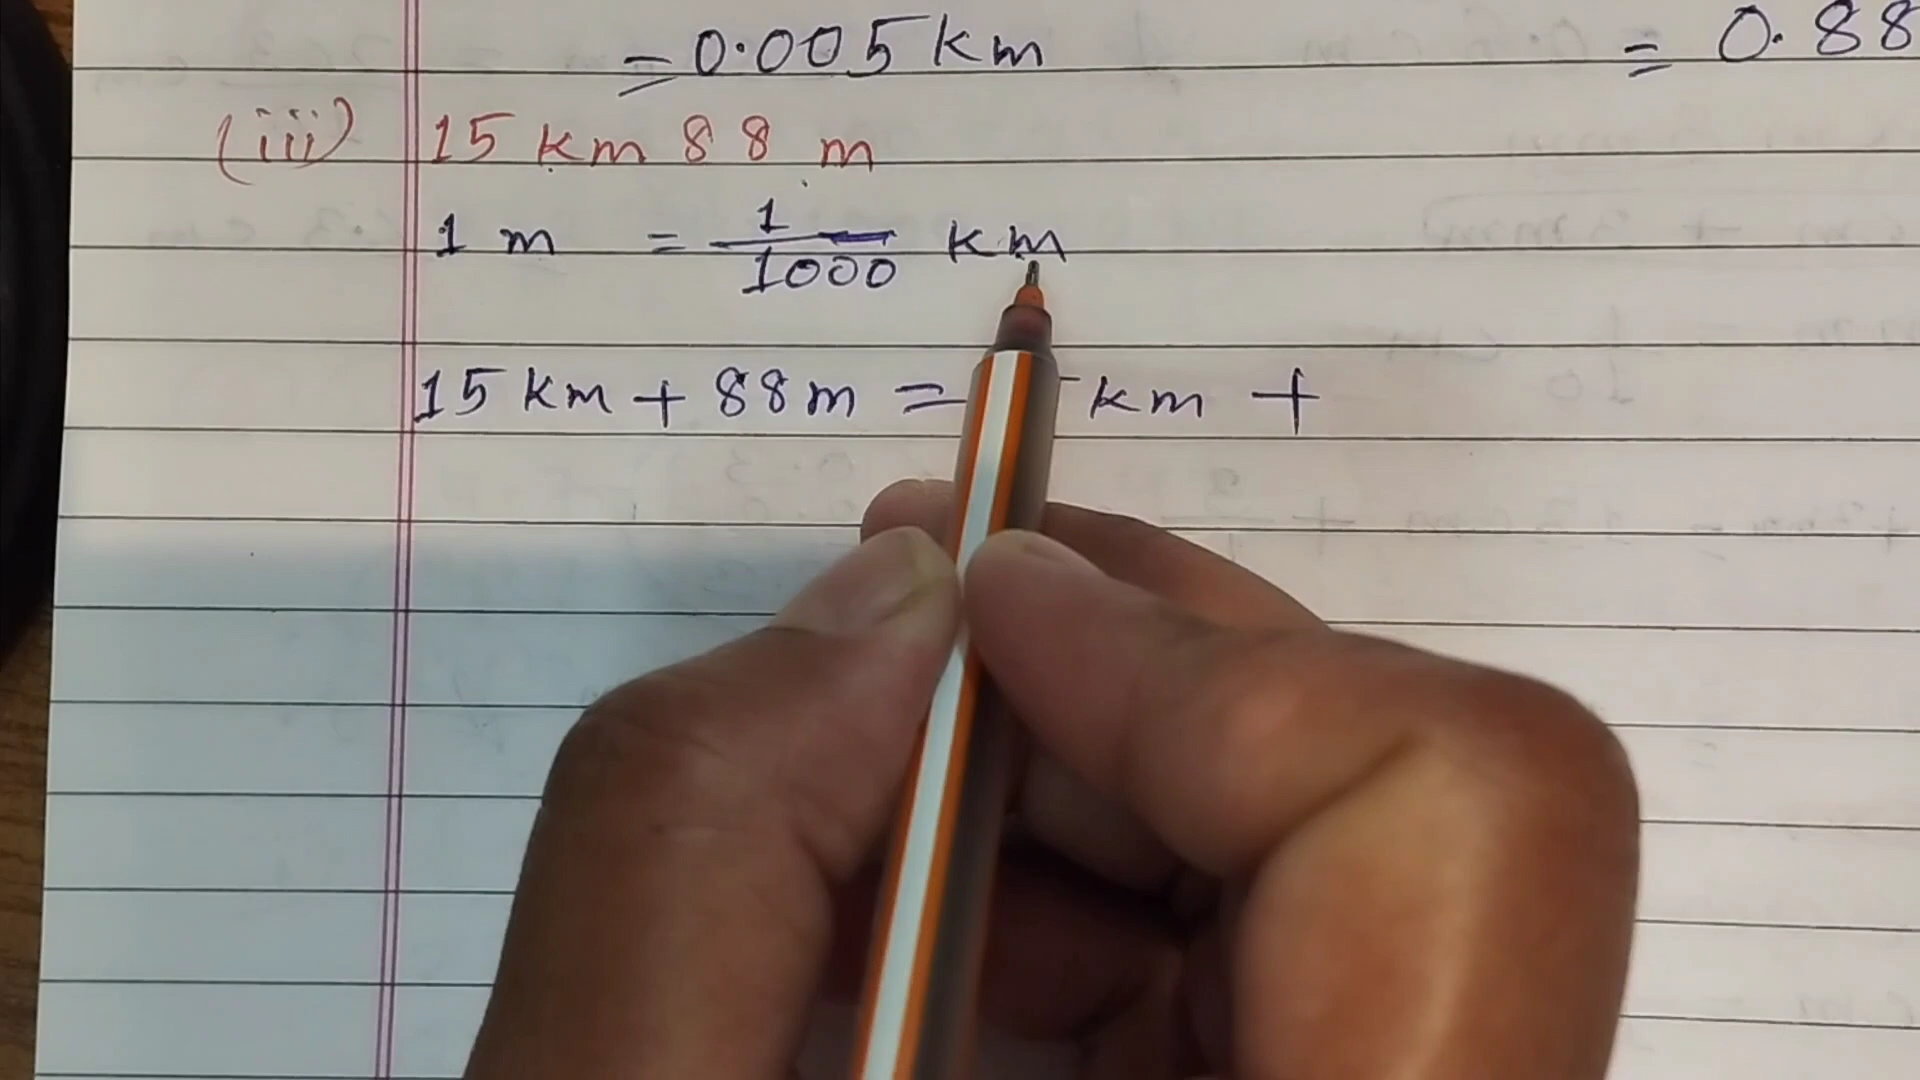 = 0.005 km
= 0.88
(iii) 15 km 88 m
1 m = 1/1000 km
15 km + 88 m = km +